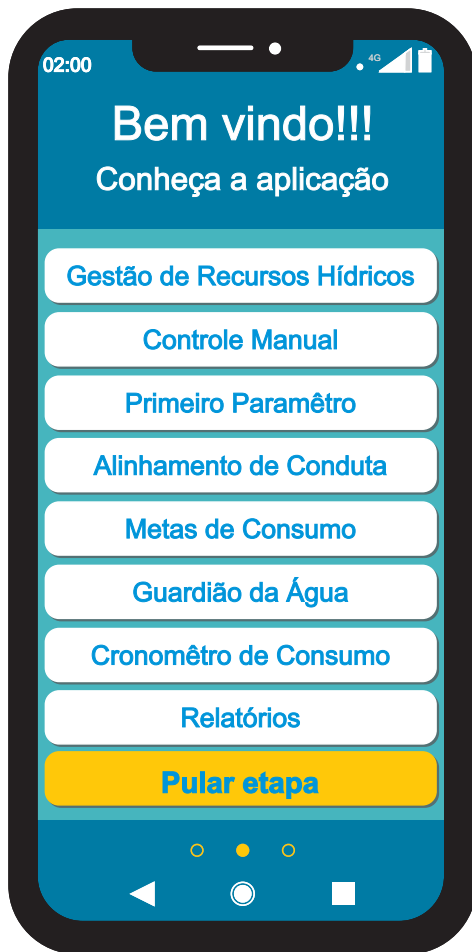 02:00
4G
Bem vindo!!!
Conheça a aplicação
Gestão de Recursos Hídricos
Controle Manual
Primeiro Paramêtro
Alinhamento de Conduta
Metas de Consumo
Guardião da Água
Cronomêtro de Consumo
Relatórios
Pular etapa